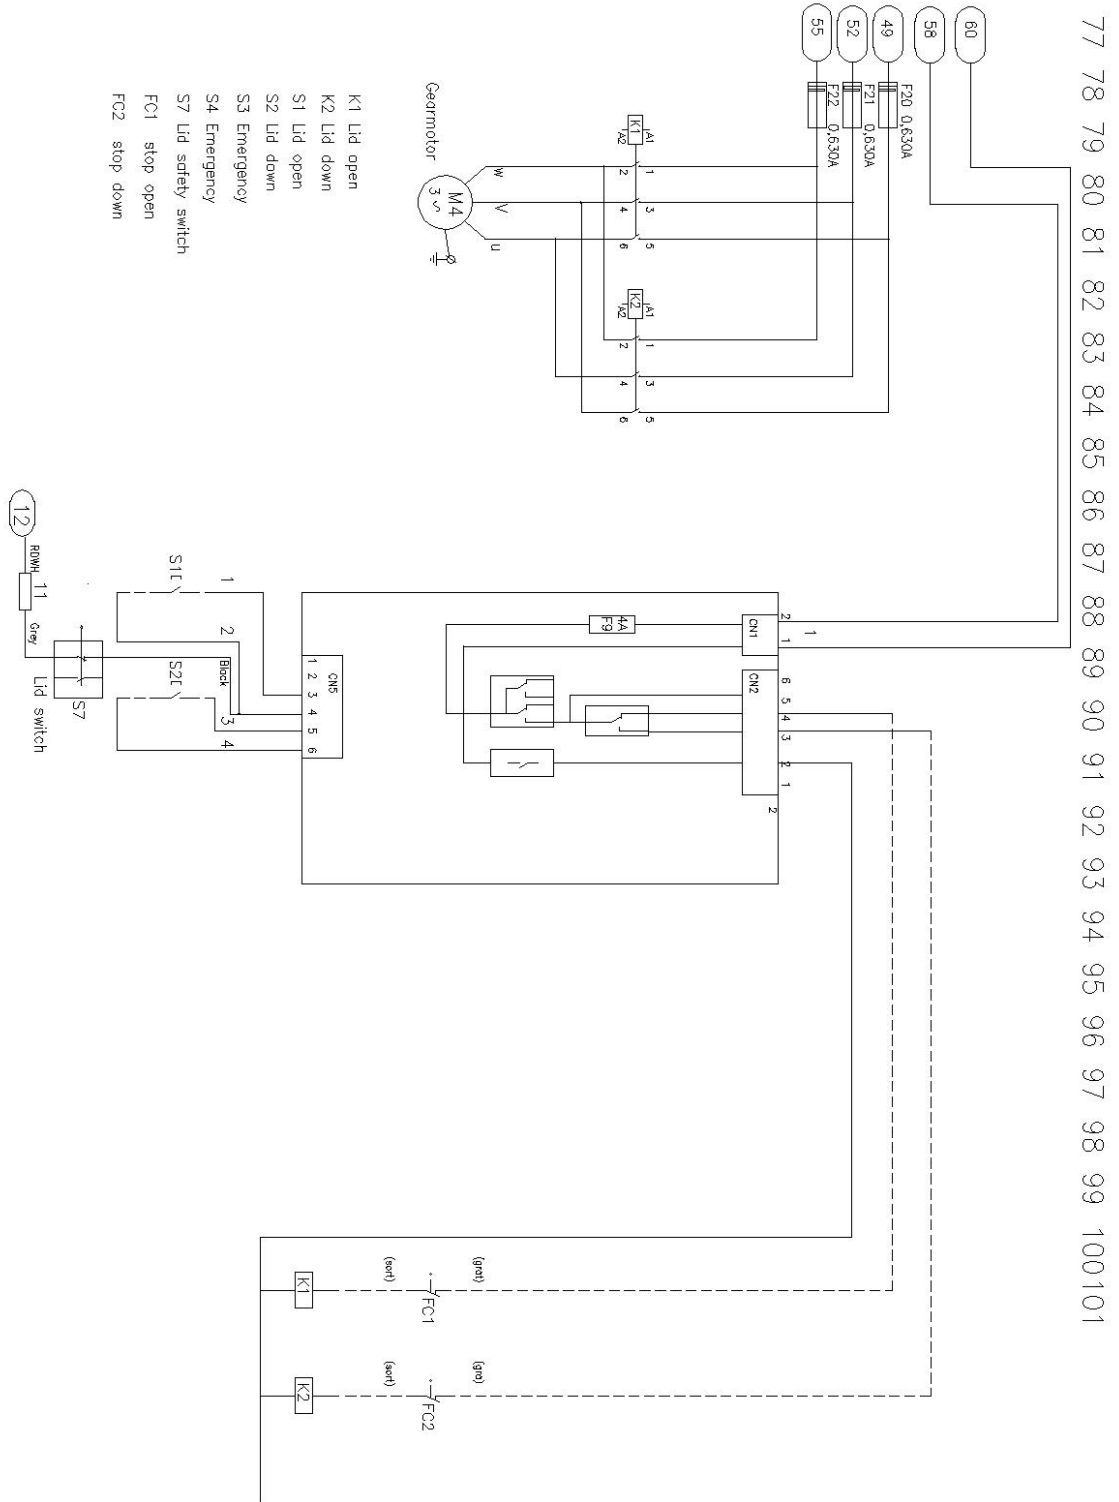 77 78 79 80 81 82 83 84 85 86 87 88 89 90 91 92 93 94 95 96 97 98 99 100 101
60
58
49
52
55
F20 0,630A
F21 0,630A
F22 0,630A
K1
A1
A2
1
2
3
4
5
6
K2
A1
A2
1
2
3
4
5
6
W
V
U
M4
3
Gearmotor
K1 Lid open
K2 Lid down
S1 Lid open
S2 Lid down
S3 Emergency
S4 Emergency
S7 Lid safety switch
FC1 stop open
FC2 stop down
2
1
1
CN1
4A
F9
6
5
4
3
2
1
CN2
2
CN5
1
2
3
4
5
6
1
2
Black
3
4
S1
S2
12
RDWH
11
Grey
S7
Lid switch
(grat)
FC1
(sort)
K1
(gra)
FC2
(sort)
K2